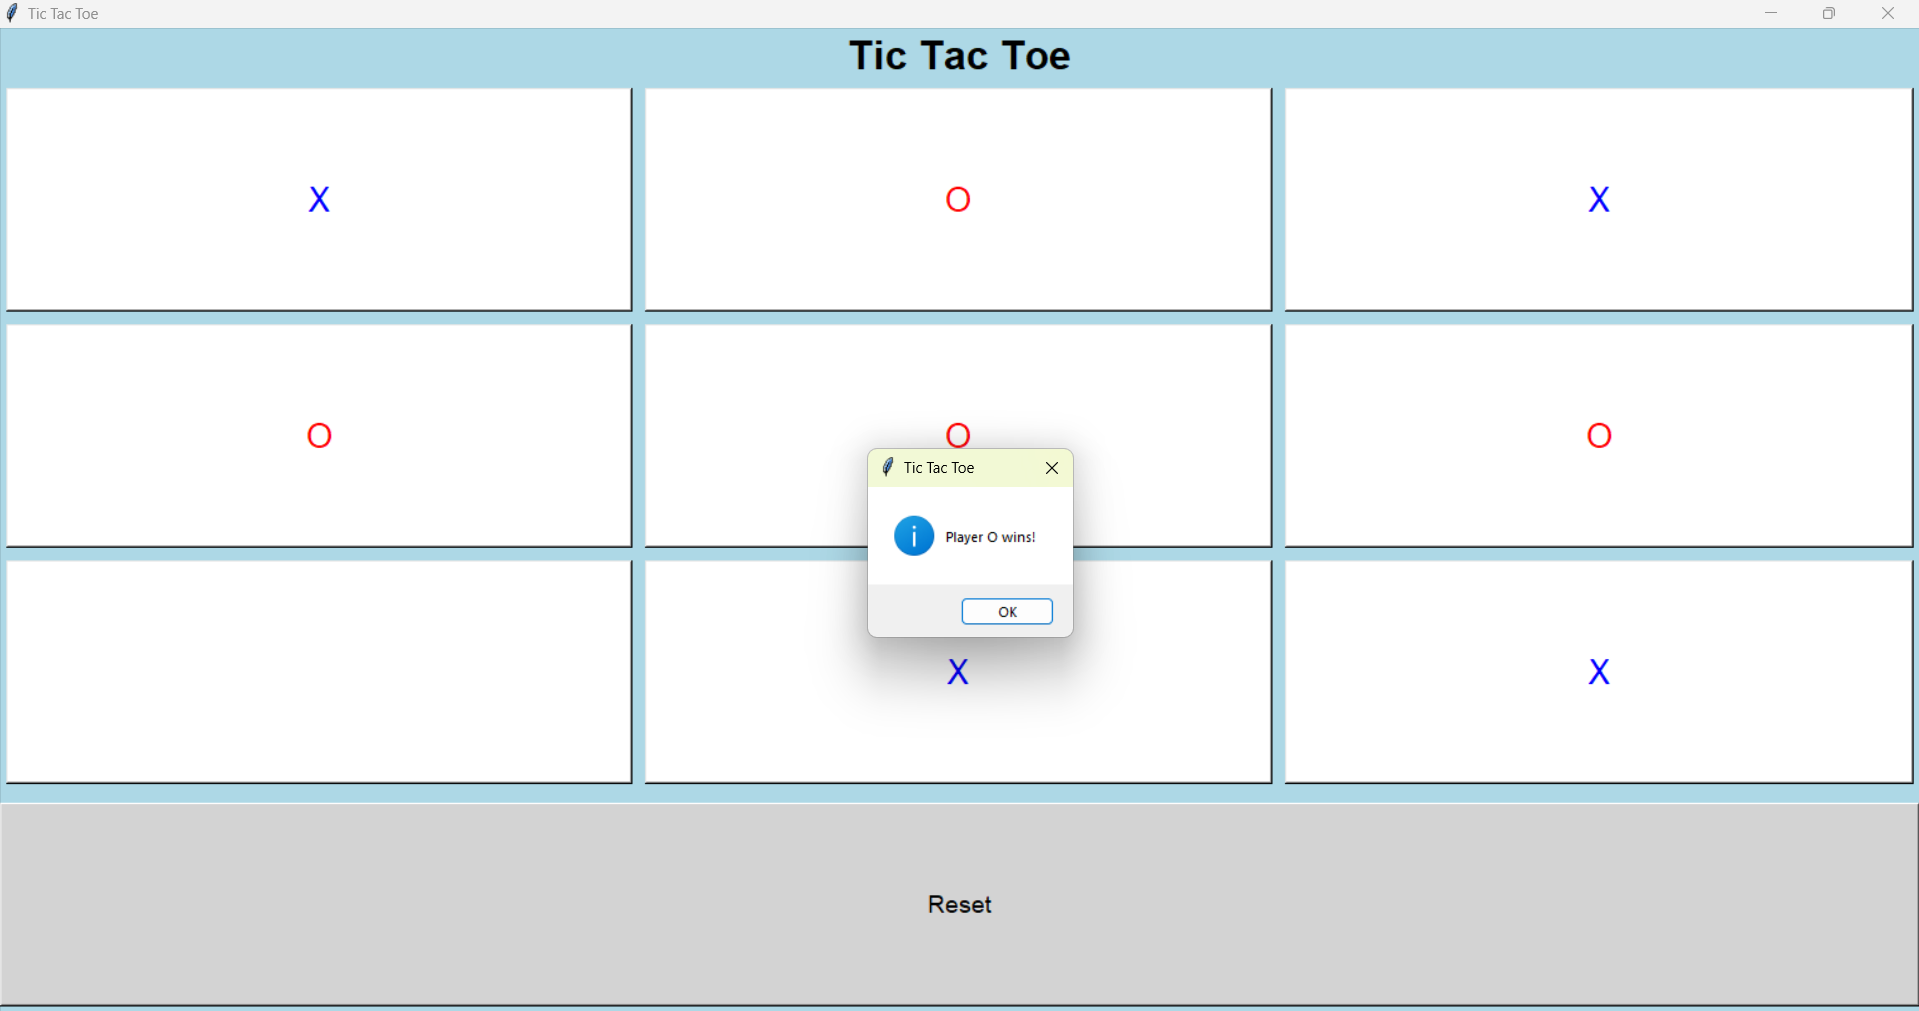 Tic Tac Toe
Tic Tac Toe
X O X
O O O
Tic Tac Toe
Player O wins!
OK
X X
Reset